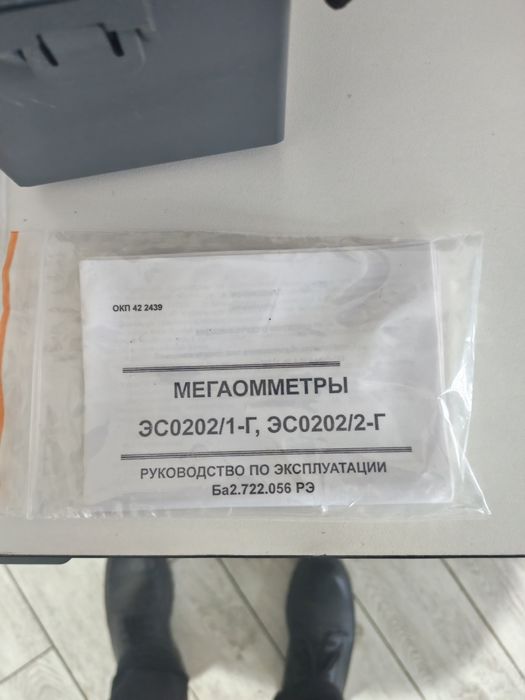 ОКП 42 2439
МЕГАОММЕТРЫ
ЭС0202/1-Г, ЭС0202/2-Г
РУКОВОДСТВО ПО ЭКСПЛУАТАЦИИ
Ба2.722.056 РЭ